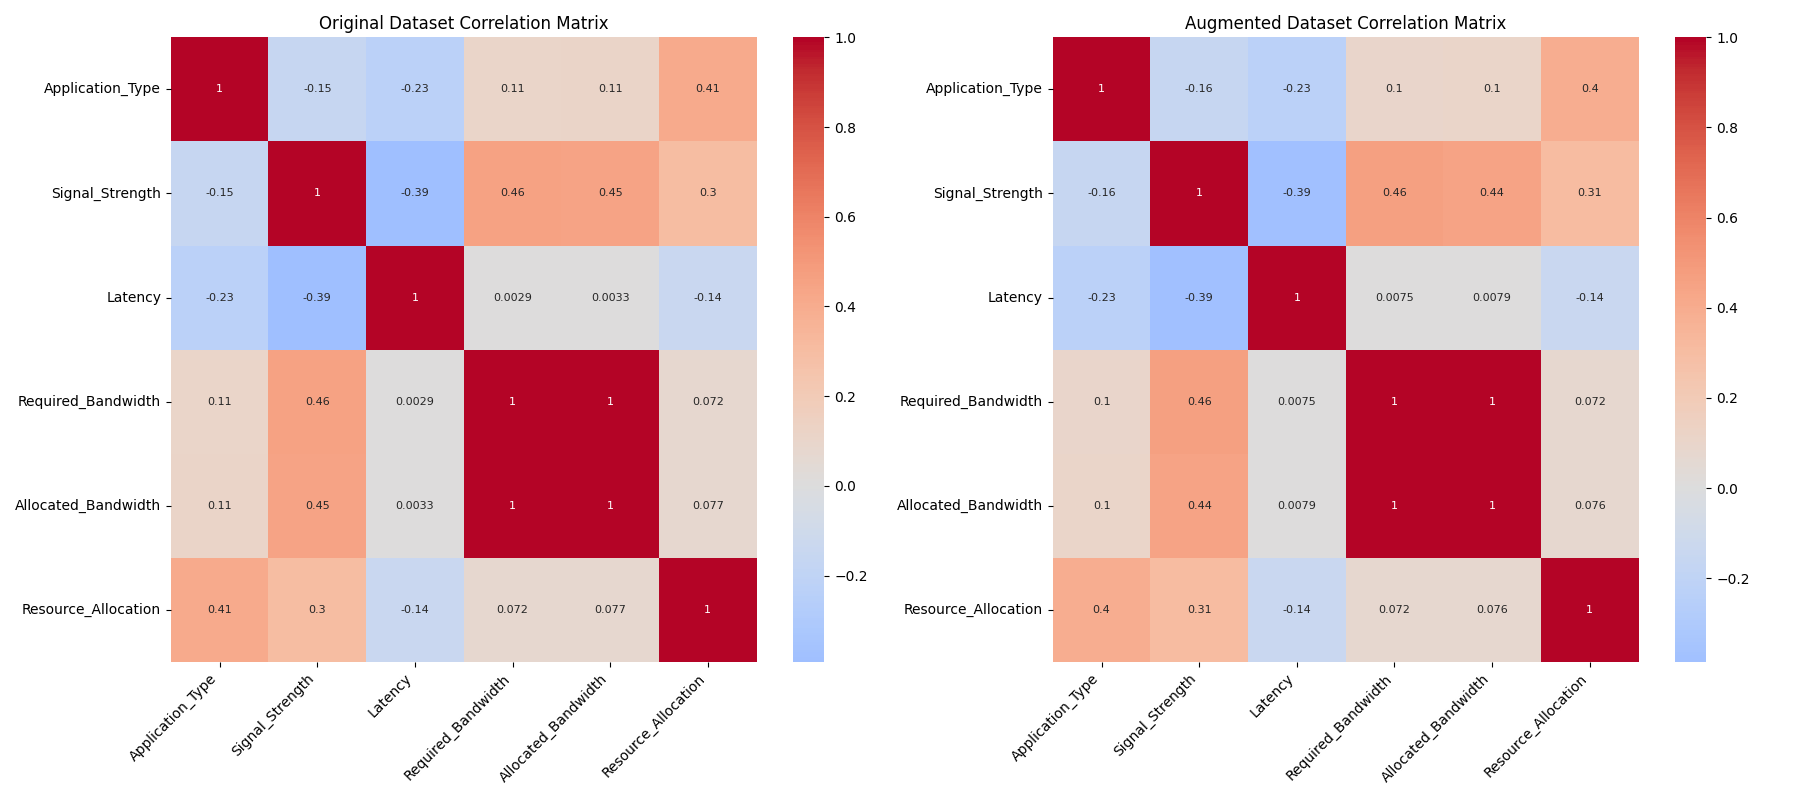 Original Dataset Correlation Matrix
Application_Type 1 -0.15 -0.23 0.11 0.11 0.41
Signal_Strength -0.15 1 -0.39 0.46 0.45 0.3
Latency -0.23 -0.39 1 0.0029 0.0033 -0.14
Required_Bandwidth 0.11 0.46 0.0029 1 1 0.072
Allocated_Bandwidth 0.11 0.45 0.0033 1 1 0.077
Resource_Allocation 0.41 0.3 -0.14 0.072 0.077 1
Application_Type Signal_Strength Latency Required_Bandwidth Allocated_Bandwidth Resource_Allocation
1.0
0.8
0.6
0.4
0.2
0.0
−0.2
Augmented Dataset Correlation Matrix
Application_Type 1 -0.16 -0.23 0.1 0.1 0.4
Signal_Strength -0.16 1 -0.39 0.46 0.44 0.31
Latency -0.23 -0.39 1 0.0075 0.0079 -0.14
Required_Bandwidth 0.1 0.46 0.0075 1 1 0.072
Allocated_Bandwidth 0.1 0.44 0.0079 1 1 0.076
Resource_Allocation 0.4 0.31 -0.14 0.072 0.076 1
Application_Type Signal_Strength Latency Required_Bandwidth Allocated_Bandwidth Resource_Allocation
1.0
0.8
0.6
0.4
0.2
0.0
−0.2